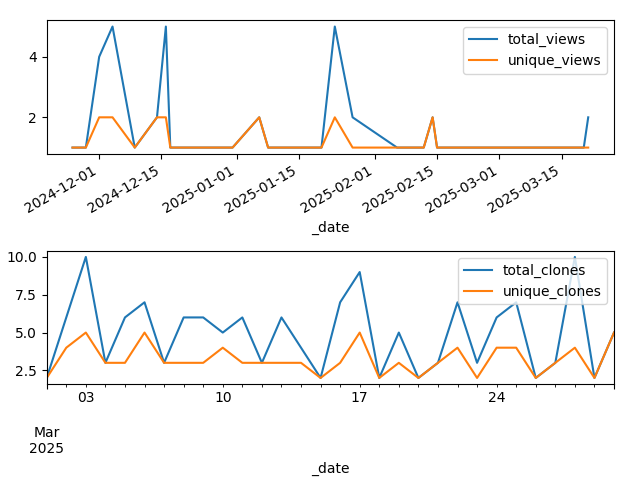 4
2
total_views
unique_views
2024-12-01
2024-12-15
2025-01-01
2025-01-15
2025-02-01
2025-02-15
2025-03-01
2025-03-15
_date
10.0
7.5
5.0
2.5
total_clones
unique_clones
03
10
17
24
Mar
2025
_date